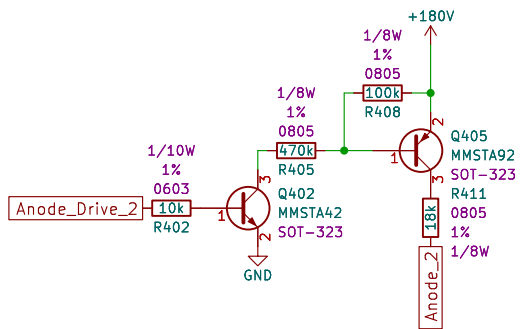 +180V
1/8W
1%
0805
100k
R408
1/8W
1%
0805
470k
R405
2
Q405
1
MMSTA92
SOT-323
3
1/10W
1%
0603
Anode_Drive_2
10k
R402
3
Q402
1
MMSTA42
2
SOT-323
GND
R411
18k
0805
1%
1/8W
Anode_2